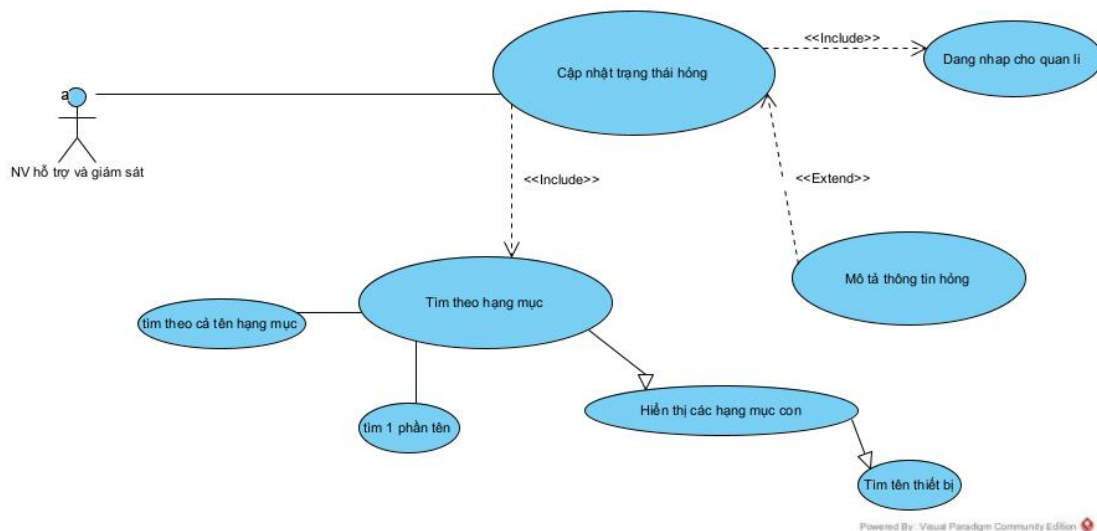 <<Include>>
Cập nhật trạng thái hỏng
Dang nhap cho quan li
a
NV hỗ trợ và giám sát
<<Include>>
<<Extend>>
Mô tả thông tin hỏng
Tìm theo hạng mục
tìm theo cả tên hạng mục
Hiển thị các hạng mục con
tìm 1 phần tên
Tìm tên thiết bị
Powered By: Visual Paradigm Community Edition